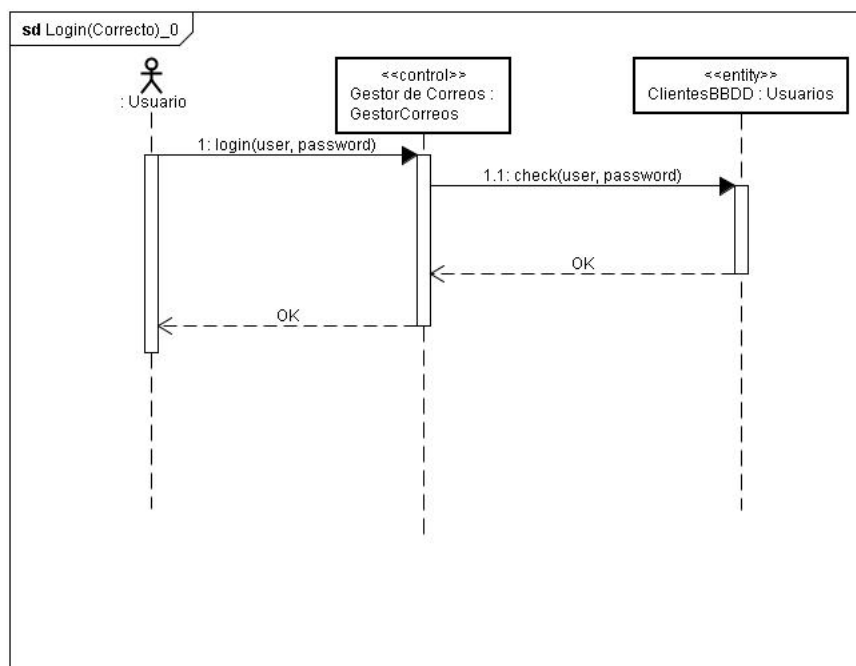 sd Login(Correcto)_0
: Usuario
<<control>>
Gestor de Correos :
GestorCorreos
<<entity>>
ClientesBBDD : Usuarios
1: login(user, password)
1.1: check(user, password)
OK
OK